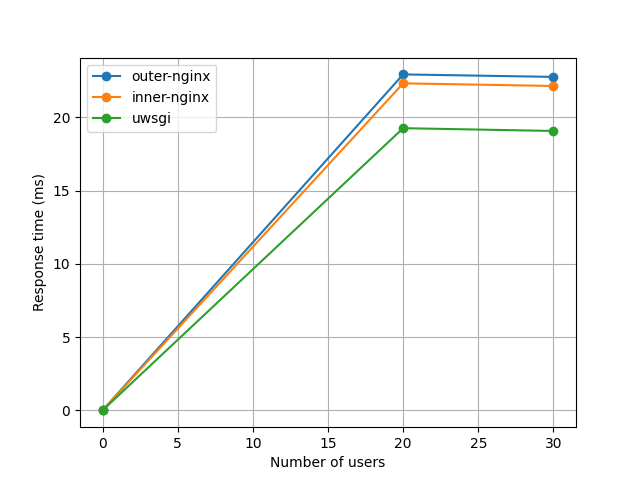 outer-nginx
inner-nginx
uwsgi
20
15
10
5
0
Response time (ms)
0 5 10 15 20 25 30
Number of users